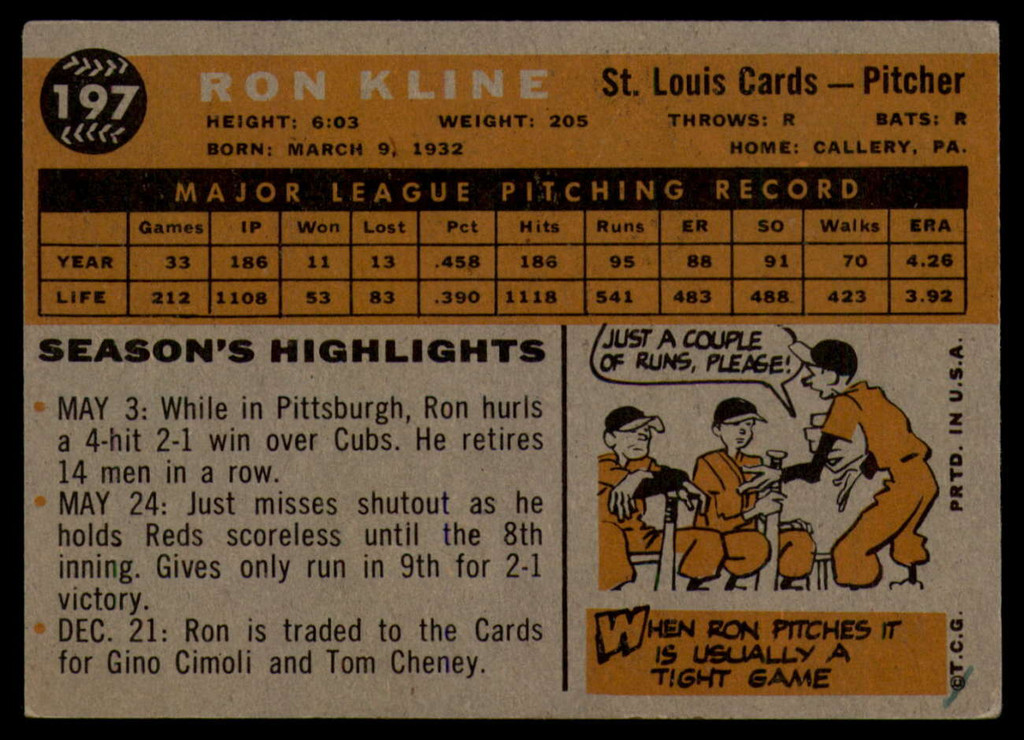 197
RON KLINE
St. Louis Cards — Pitcher
HEIGHT: 6:03 WEIGHT: 205 THROWS: R BATS: R
BORN: MARCH 9, 1932 HOME: CALLERY, PA.
MAJOR LEAGUE PITCHING RECORD
Games IP Won Lost Pct Hits Runs ER SO Walks ERA
YEAR 33 186 11 13 .458 186 95 88 91 70 4.26
LIFE 212 1108 53 83 .390 1118 541 483 488 423 3.92
SEASON'S HIGHLIGHTS
• MAY 3: While in Pittsburgh, Ron hurls
a 4-hit 2-1 win over Cubs. He retires
14 men in a row.
• MAY 24: Just misses shutout as he
holds Reds scoreless until the 8th
inning. Gives only run in 9th for 2-1
victory.
• DEC. 21: Ron is traded to the Cards
for Gino Cimoli and Tom Cheney.
JUST A COUPLE
OF RUNS, PLEASE!
WHEN RON PITCHES IT
IS USUALLY A
TIGHT GAME
©T.C.G. PRTD. IN U.S.A.